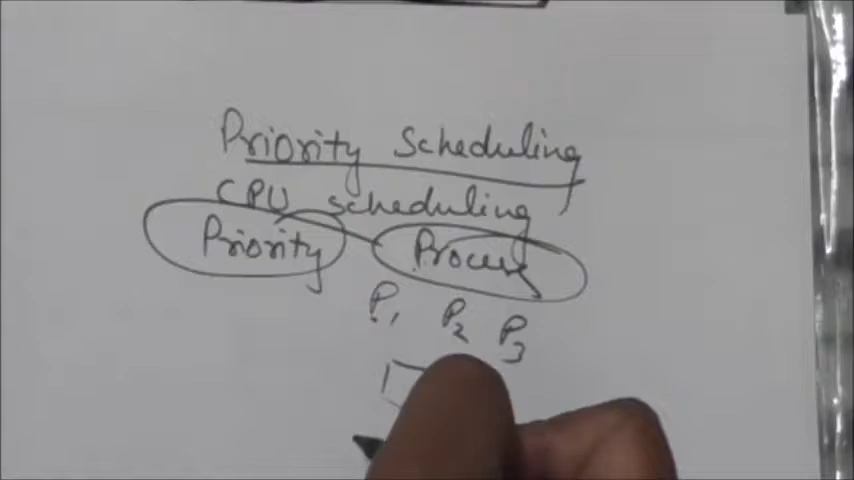 Priority Scheduling
CPU scheduling
Priority Process
P1 P2 P3